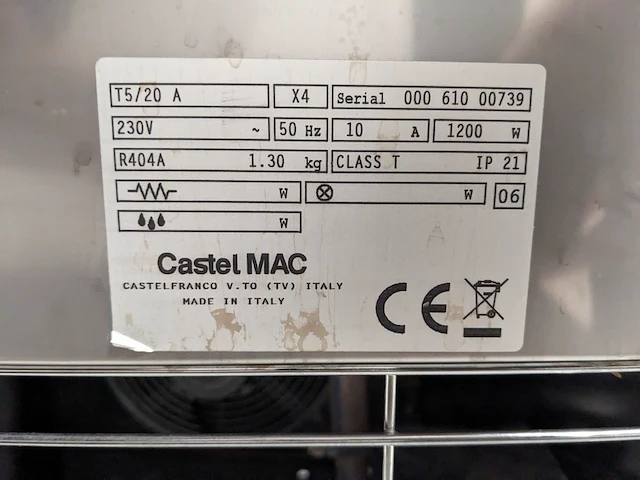 T5/20 A X4 Serial 000 610 00739
230V ~ 50 Hz 10 A 1200 W
R404A 1.30 kg CLASS T IP 21
W W 06
W
Castel MAC
CASTELFRANCO V.TO (TV) ITALY
MADE IN ITALY
CE